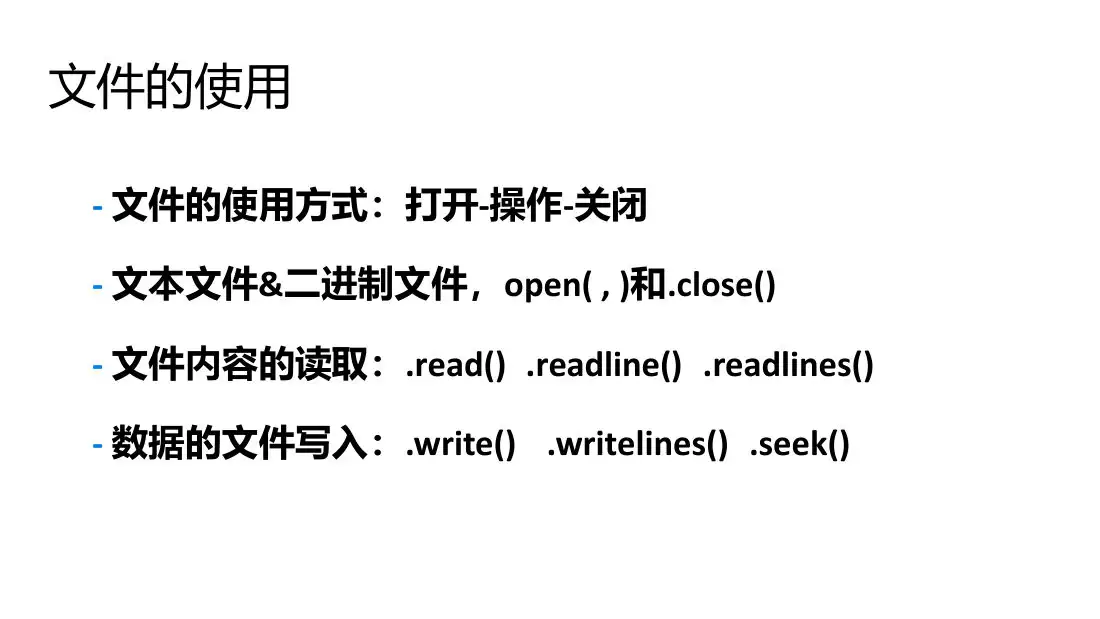 文件的使用
- 文件的使用方式：打开-操作-关闭
- 文本文件&二进制文件，open( , )和.close()
- 文件内容的读取：.read() .readline() .readlines()
- 数据的文件写入：.write() .writelines() .seek()